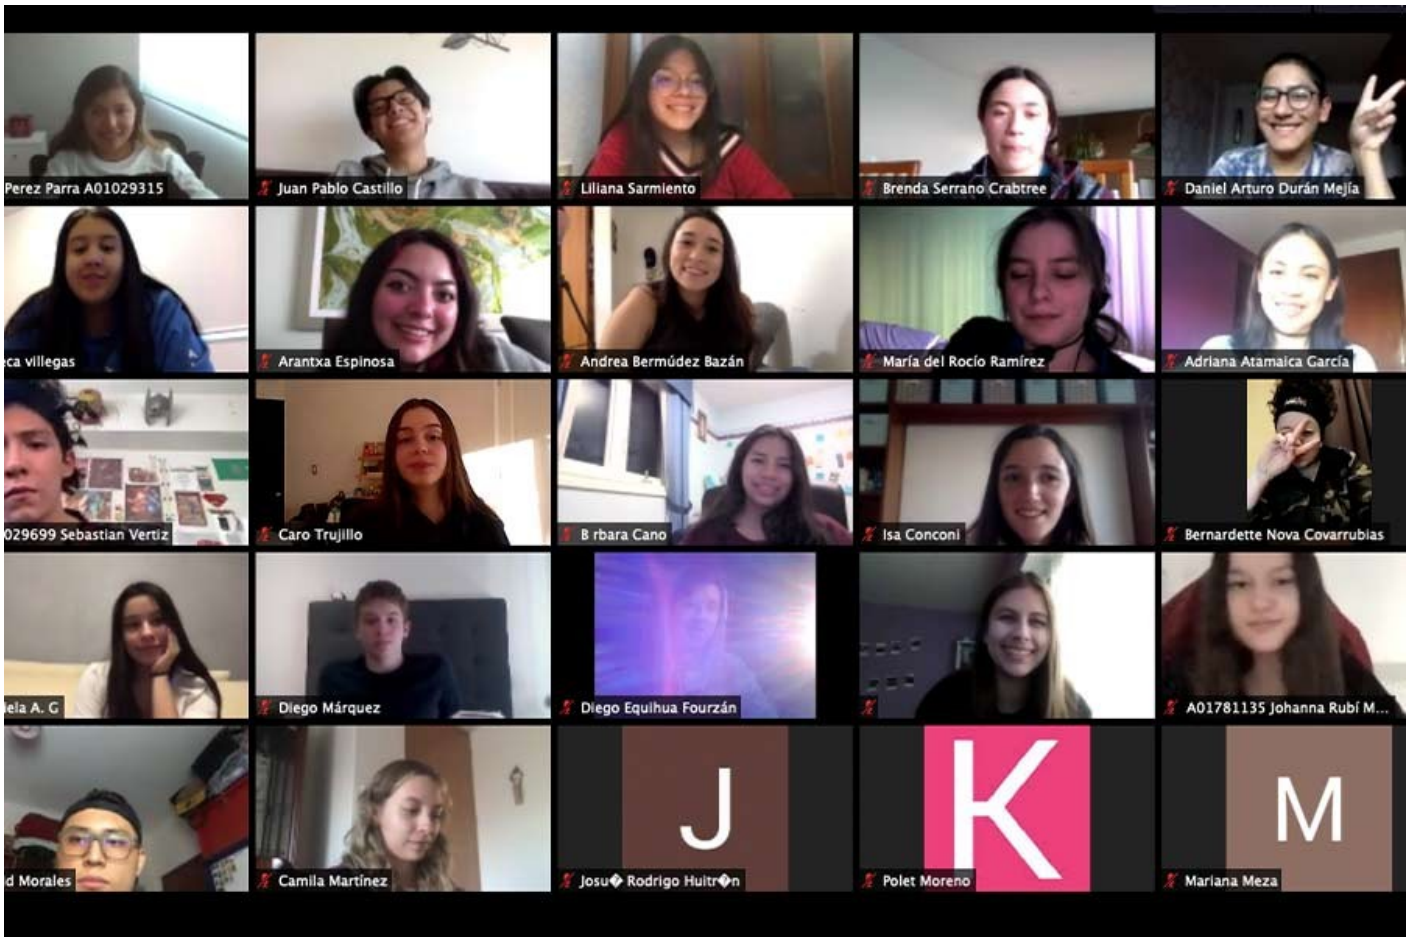 Perez Parra A01029315
Juan Pablo Castillo
Liliana Sarmiento
Brenda Serrano Crabtree
Daniel Arturo Durán Mejía
ca villegas
Arantxa Espinosa
Andrea Bermúdez Bazán
María del Rocío Ramírez
Adriana Atamaica García
029699 Sebastian Vertiz
Caro Trujillo
B rbara Cano
Isa Conconi
Bernardette Nova Covarrubias
iela A. G
Diego Márquez
Diego Equihua Fourzán
A01781135 Johanna Rubí M...
d Morales
Camila Martínez
J
Josu� Rodrigo Huitr�n
K
Polet Moreno
M
Mariana Meza